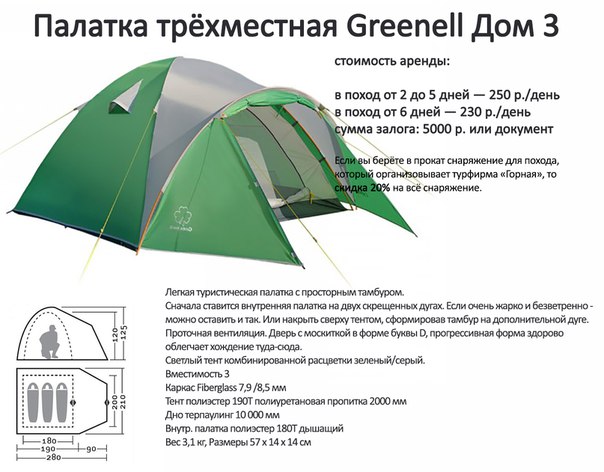 Палатка трёхместная Greenell Дом 3
стоимость аренды:
в поход от 2 до 5 дней — 250 р./день
в поход от 6 дней — 230 р./день
сумма залога: 5000 р. или документ
Если вы берёте в прокат снаряжение для похода,
который организовывает турфирма «Горная», то
скидка 20% на всё снаряжение.
Легкая туристическая палатка с просторным тамбуром.
Сначала ставится внутренняя палатка на двух скрещенных дугах. Если очень жарко и безветренно -
можно оставить и так. Или накрыть сверху тентом, сформировав тамбур на дополнительной дуге.
Проточная вентиляция. Дверь с москиткой в форме буквы D, прогрессивная форма здорово
облегчает хождение туда-сюда.
Светлый тент комбинированной расцветки зеленый/серый.
Вместимость 3
Каркас Fiberglass 7,9 /8,5 мм
Тент полиэстер 190Т полиуретановая пропитка 2000 мм
Дно терпаулинг 10 000 мм
Внутр. палатка полиэстер 180Т дышащий
Вес 3,1 кг, Размеры 57 х 14 х 14 см
120
125
200
210
180
190
90
280